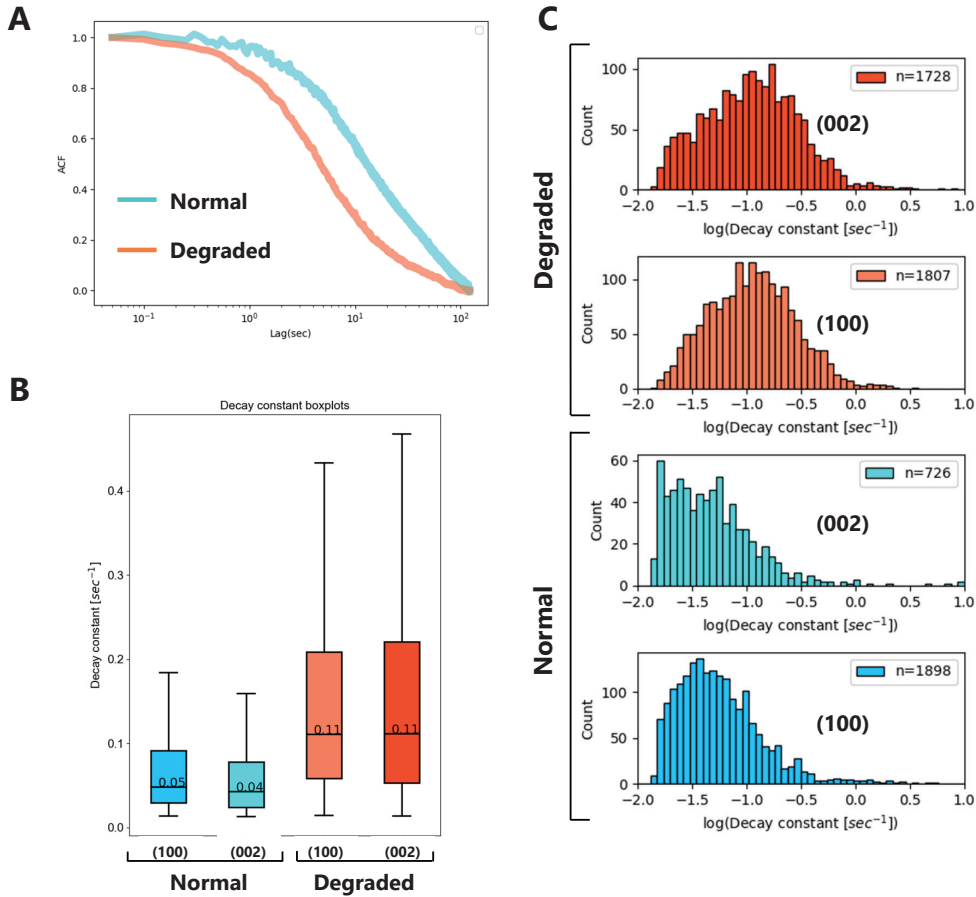 A
1.0
0.8
0.6
0.4
0.2
0.0
ACF
Normal
Degraded
10⁻¹
10⁰
10¹
10²
Lag(sec)
B
Decay constant boxplots
Decay constant [sec⁻¹]
0.4
0.3
0.2
0.1
0.0
0.05
0.04
0.11
0.11
(100)
(002)
(100)
(002)
Normal
Degraded
C
Degraded
Count
100
50
0
n=1728
(002)
−2.0 −1.5 −1.0 −0.5 0.0 0.5 1.0
log(Decay constant [sec⁻¹])
Count
100
50
0
n=1807
(100)
−2.0 −1.5 −1.0 −0.5 0.0 0.5 1.0
log(Decay constant [sec⁻¹])
Normal
Count
60
40
20
0
n=726
(002)
−2.0 −1.5 −1.0 −0.5 0.0 0.5 1.0
log(Decay constant [sec⁻¹])
Count
100
50
0
n=1898
(100)
−2.0 −1.5 −1.0 −0.5 0.0 0.5 1.0
log(Decay constant [sec⁻¹])